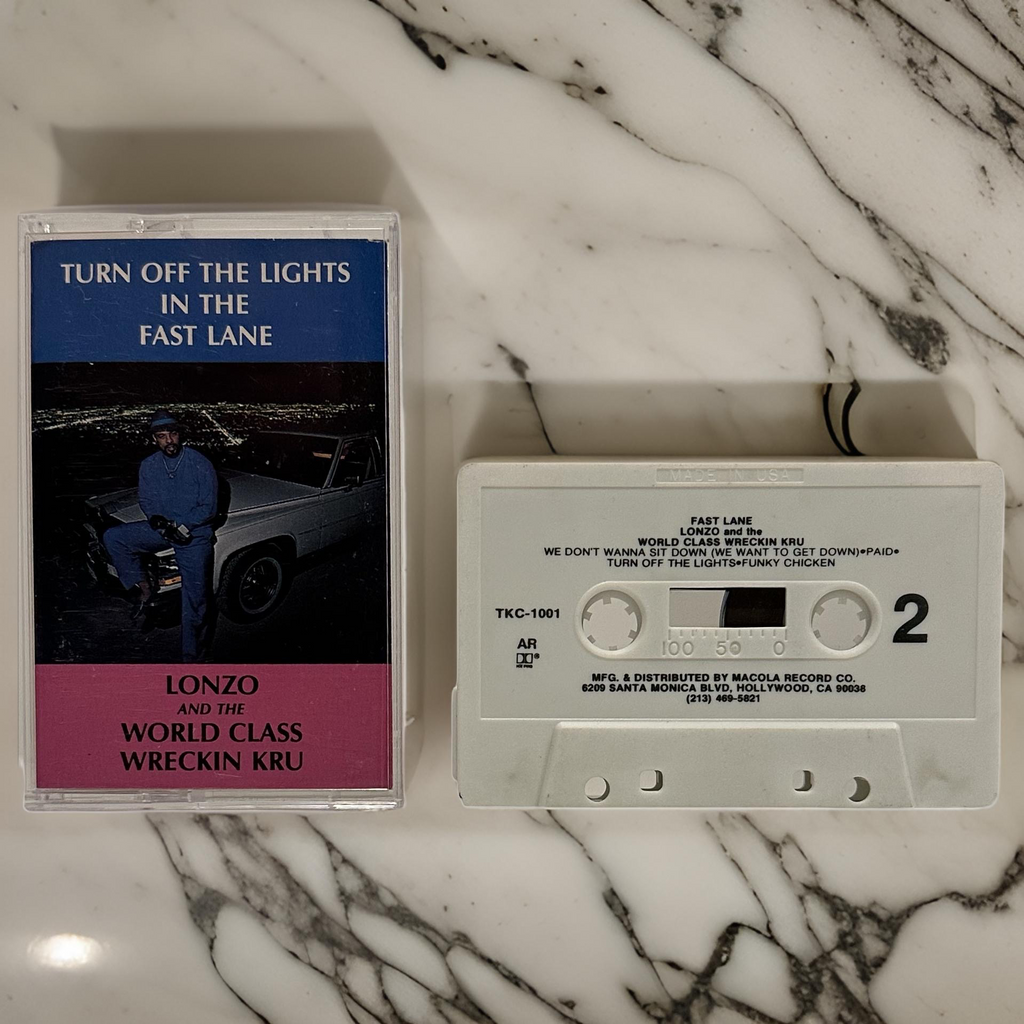 TURN OFF THE LIGHTS
IN THE
FAST LANE
LONZO
AND THE
WORLD CLASS
WRECKIN KRU
MADE IN USA
FAST LANE
LONZO and the
WORLD CLASS WRECKIN KRU
WE DON'T WANNA SIT DOWN (WE WANT TO GET DOWN)•PAID•
TURN OFF THE LIGHTS•FUNKY CHICKEN
TKC-1001
AR
2
100 50 0
MFG. & DISTRIBUTED BY MACOLA RECORD CO.
6209 SANTA MONICA BLVD, HOLLYWOOD, CA 90038
(213) 469-5821